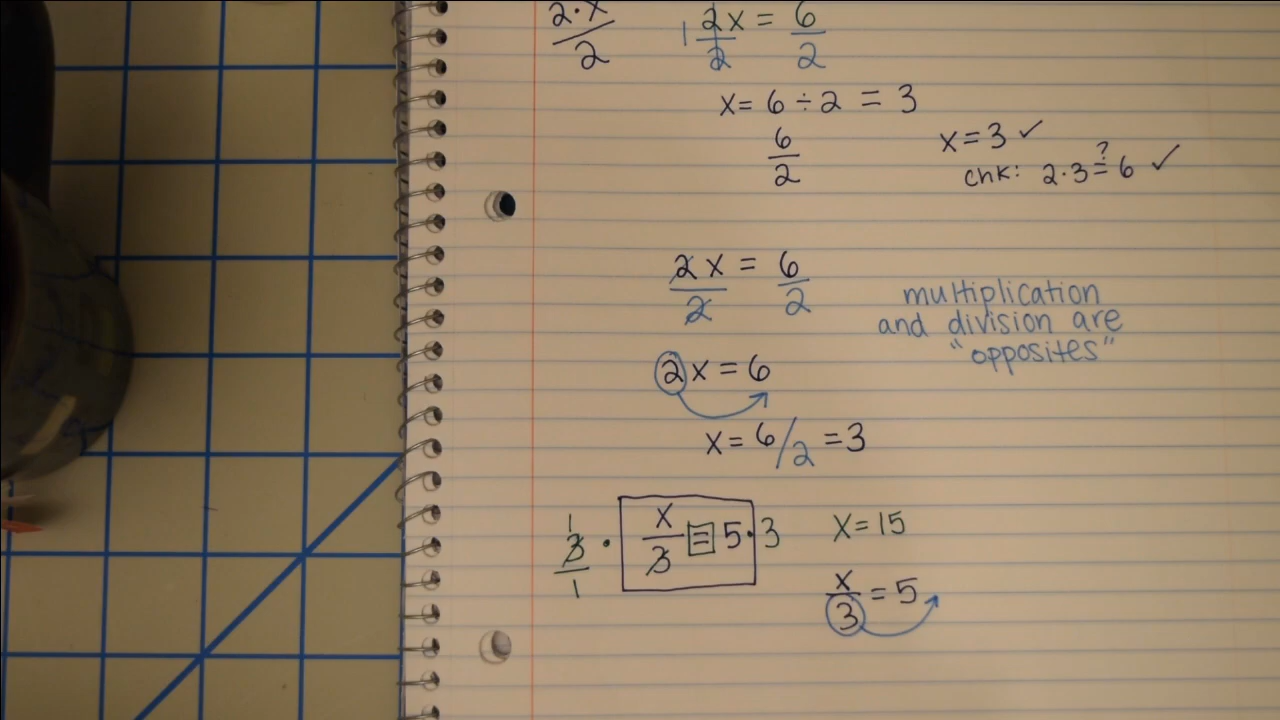 2·x/2
1 2x/2 = 6/2
x = 6 ÷ 2 = 3
6/2
x = 3 ✓
chk: 2·3 ≟ 6 ✓
2x/2 = 6/2
multiplication
and division are
"opposites"
2x = 6
x = 6/2 = 3
1
3/1 · x/3 = 5·3
x = 15
x/3 = 5